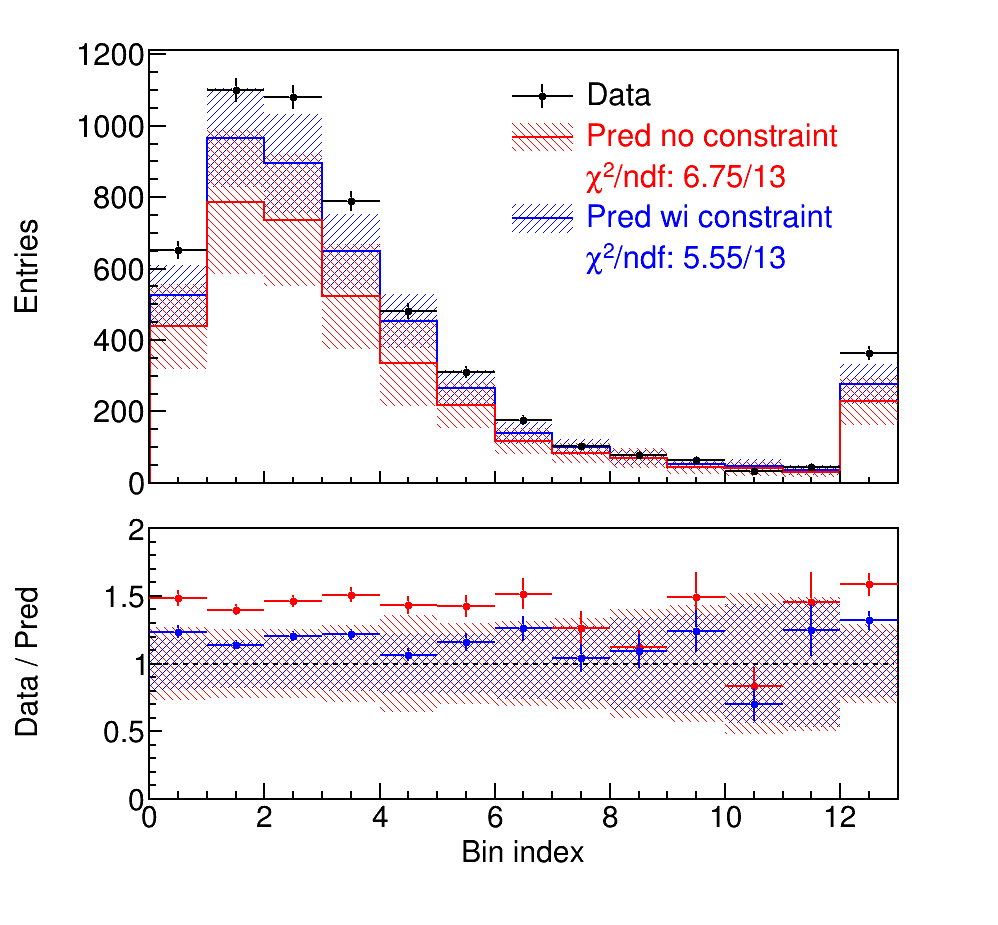 1200
1000
800
600
400
200
0
Entries
Data
Pred no constraint
χ²/ndf: 6.75/13
Pred wi constraint
χ²/ndf: 5.55/13
2
1.5
1
0.5
0
Data / Pred
0 2 4 6 8 10 12
Bin index